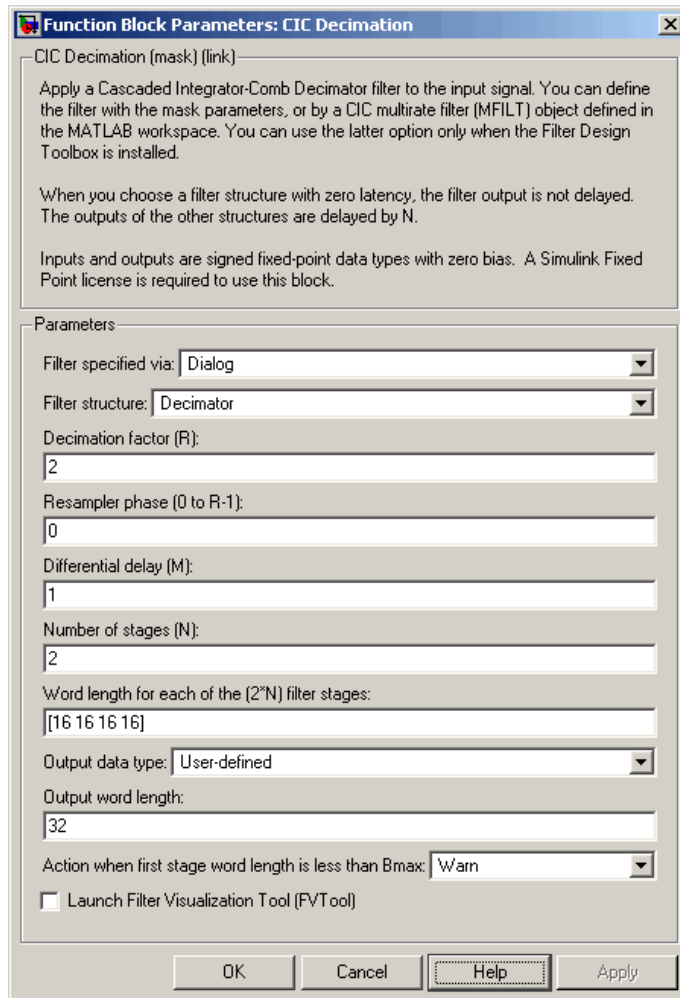 Function Block Parameters: CIC Decimation
CIC Decimation (mask) (link)
Apply a Cascaded Integrator-Comb Decimator filter to the input signal. You can define
the filter with the mask parameters, or by a CIC multirate filter (MFILT) object defined in
the MATLAB workspace. You can use the latter option only when the Filter Design
Toolbox is installed.
When you choose a filter structure with zero latency, the filter output is not delayed.
The outputs of the other structures are delayed by N.
Inputs and outputs are signed fixed-point data types with zero bias. A Simulink Fixed
Point license is required to use this block.
Parameters
Filter specified via: Dialog
Filter structure: Decimator
Decimation factor (R):
2
Resampler phase (0 to R-1):
0
Differential delay (M):
1
Number of stages (N):
2
Word length for each of the (2*N) filter stages:
[16 16 16 16]
Output data type: User-defined
Output word length:
32
Action when first stage word length is less than Bmax: Warn
Launch Filter Visualization Tool (FVTool)
OK Cancel Help Apply